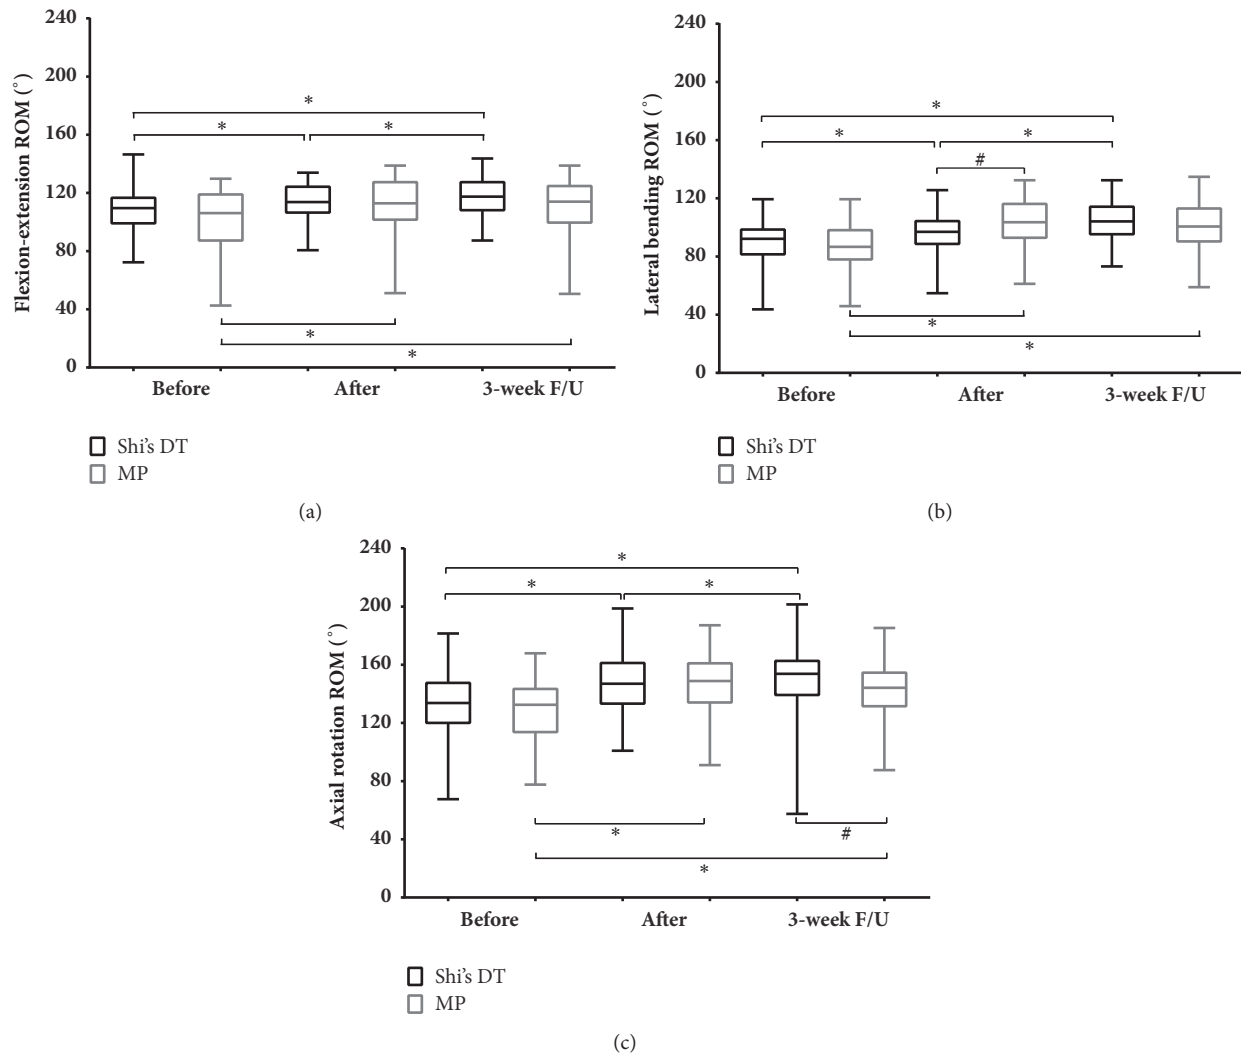 Flexion-extension ROM (°)
240
200
160
120
80
40
0
*
*
*
*
*
Before
After
3-week F/U
Shi's DT
MP
(a)
Lateral bending ROM (°)
240
200
160
120
80
40
0
*
*
*
#
*
*
Before
After
3-week F/U
Shi's DT
MP
(b)
Axial rotation ROM (°)
240
200
160
120
80
40
0
*
*
*
*
#
*
Before
After
3-week F/U
Shi's DT
MP
(c)